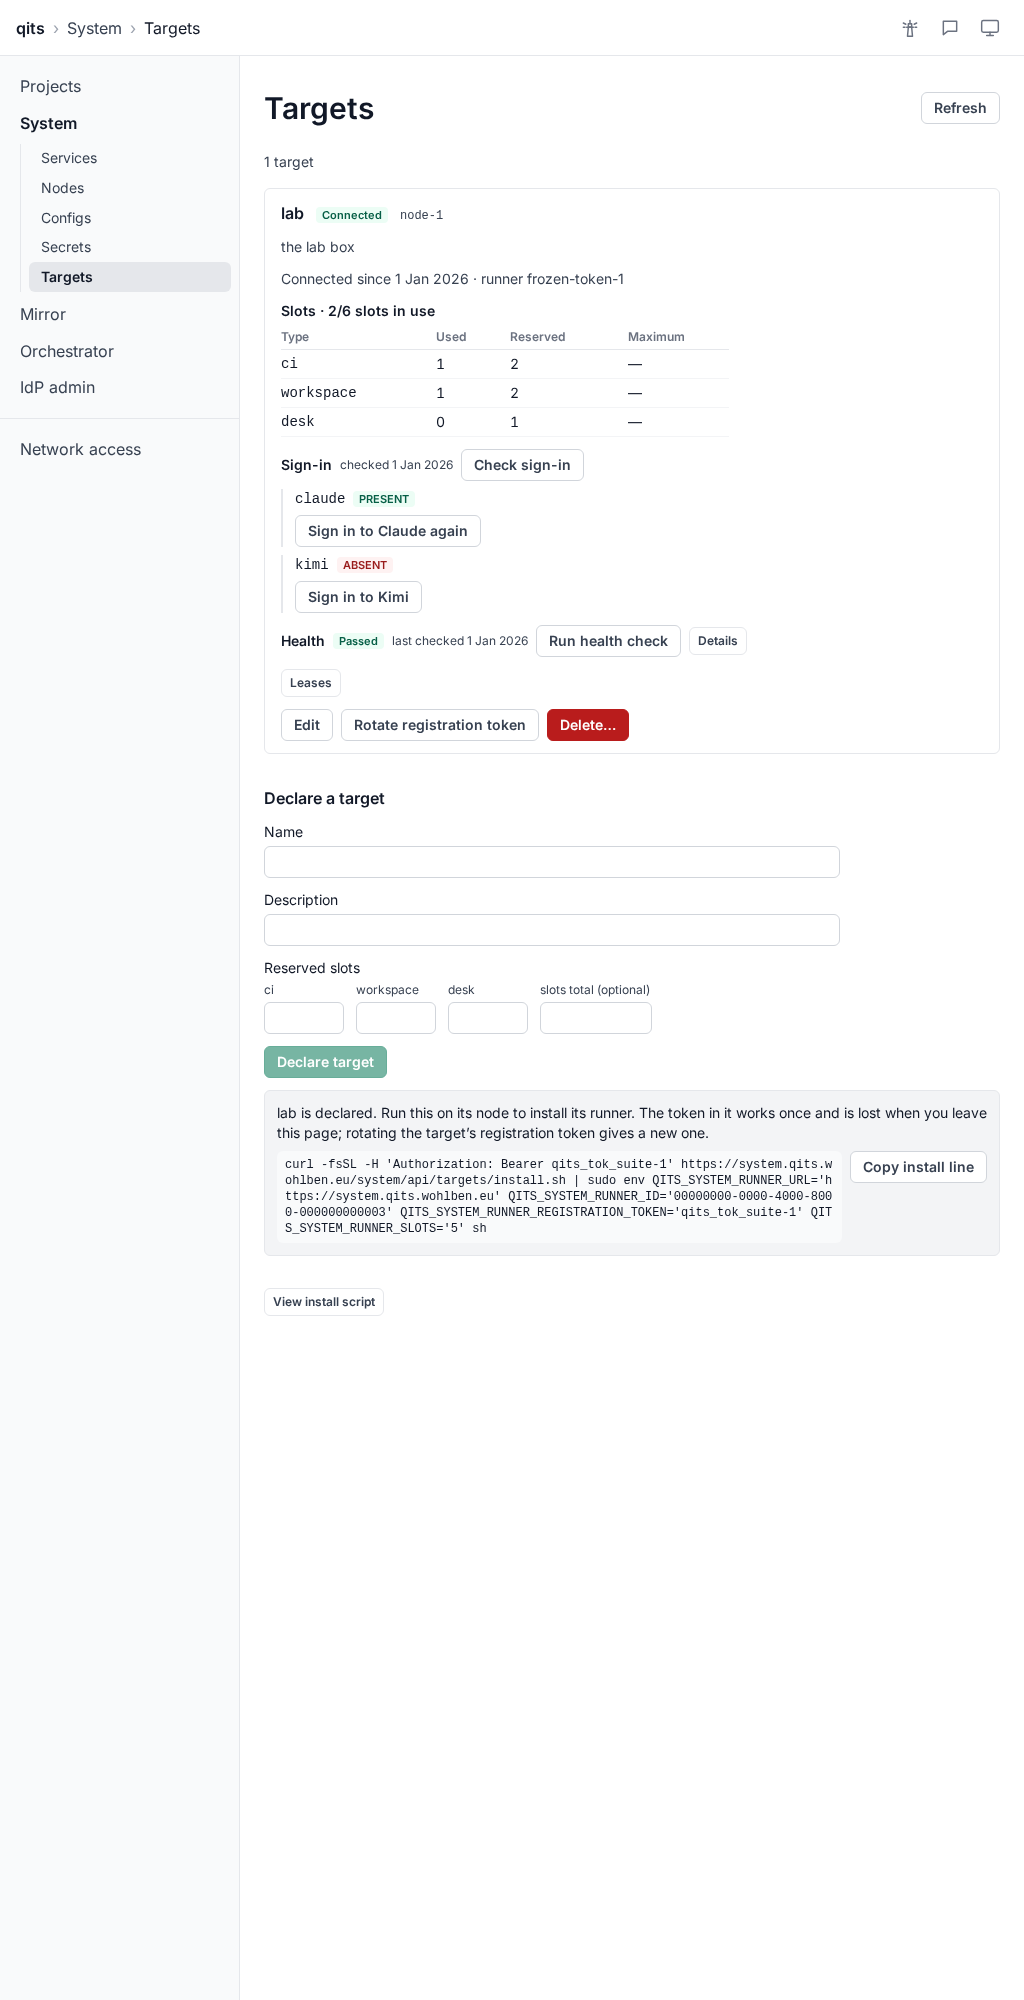 qits › System › Targets
Projects
System
Services
Nodes
Configs
Secrets
Targets
Mirror
Orchestrator
IdP admin
Network access
Targets
Refresh
1 target
lab Connected node-1
the lab box
Connected since 1 Jan 2026 · runner frozen-token-1
Slots · 2/6 slots in use
Type Used Reserved Maximum
ci 1 2 —
workspace 1 2 —
desk 0 1 —
Sign-in checked 1 Jan 2026 Check sign-in
claude PRESENT
Sign in to Claude again
kimi ABSENT
Sign in to Kimi
Health Passed last checked 1 Jan 2026 Run health check Details
Leases
Edit Rotate registration token Delete…
Declare a target
Name
Description
Reserved slots
ci workspace desk slots total (optional)
Declare target
lab is declared. Run this on its node to install its runner. The token in it works once and is lost when you leave
this page; rotating the target’s registration token gives a new one.
curl -fsSL -H 'Authorization: Bearer qits_tok_suite-1' https://system.qits.w
ohlben.eu/system/api/targets/install.sh | sudo env QITS_SYSTEM_RUNNER_URL='h
ttps://system.qits.wohlben.eu' QITS_SYSTEM_RUNNER_ID='00000000-0000-4000-800
0-000000000003' QITS_SYSTEM_RUNNER_REGISTRATION_TOKEN='qits_tok_suite-1' QIT
S_SYSTEM_RUNNER_SLOTS='5' sh
Copy install line
View install script